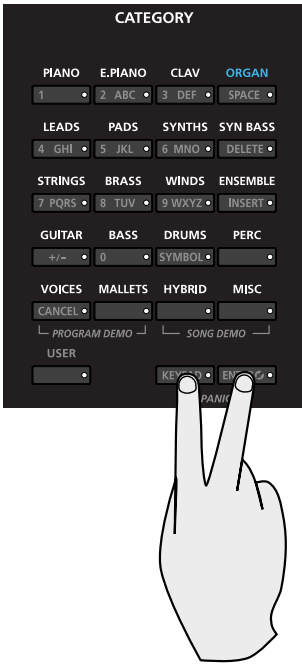 CATEGORY
PIANO E.PIANO CLAV ORGAN
1 2 ABC 3 DEF SPACE
LEADS PADS SYNTHS SYN BASS
4 GHI 5 JKL 6 MNO DELETE
STRINGS BRASS WINDS ENSEMBLE
7 PQRS 8 TUV 9 WXYZ INSERT
GUITAR BASS DRUMS PERC
+/- 0 SYMBOL
VOICES MALLETS HYBRID MISC
CANCEL
PROGRAM DEMO SONG DEMO
USER
PANIC